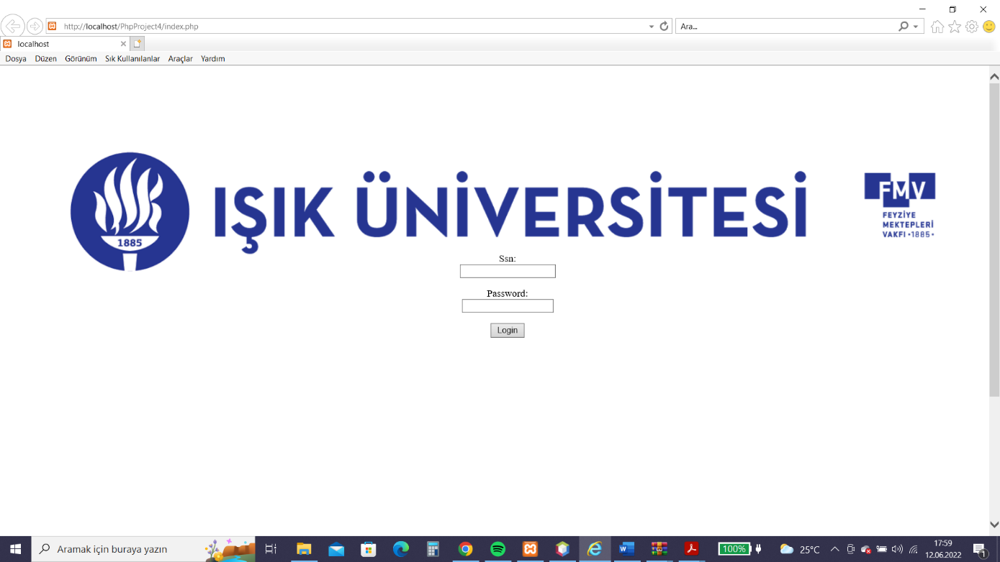 http://localhost/PhpProject4/index.php
Ara...
localhost
Dosya Düzen Görünüm Sık Kullanılanlar Araçlar Yardım
1885
IŞIK ÜNİVERSİTESİ
FMV
FEYZİYE
MEKTEPLERİ
VAKFI •1885•
Ssn:
Password:
Login
Aramak için buraya yazın
100%
25°C
17:59
12.06.2022
1